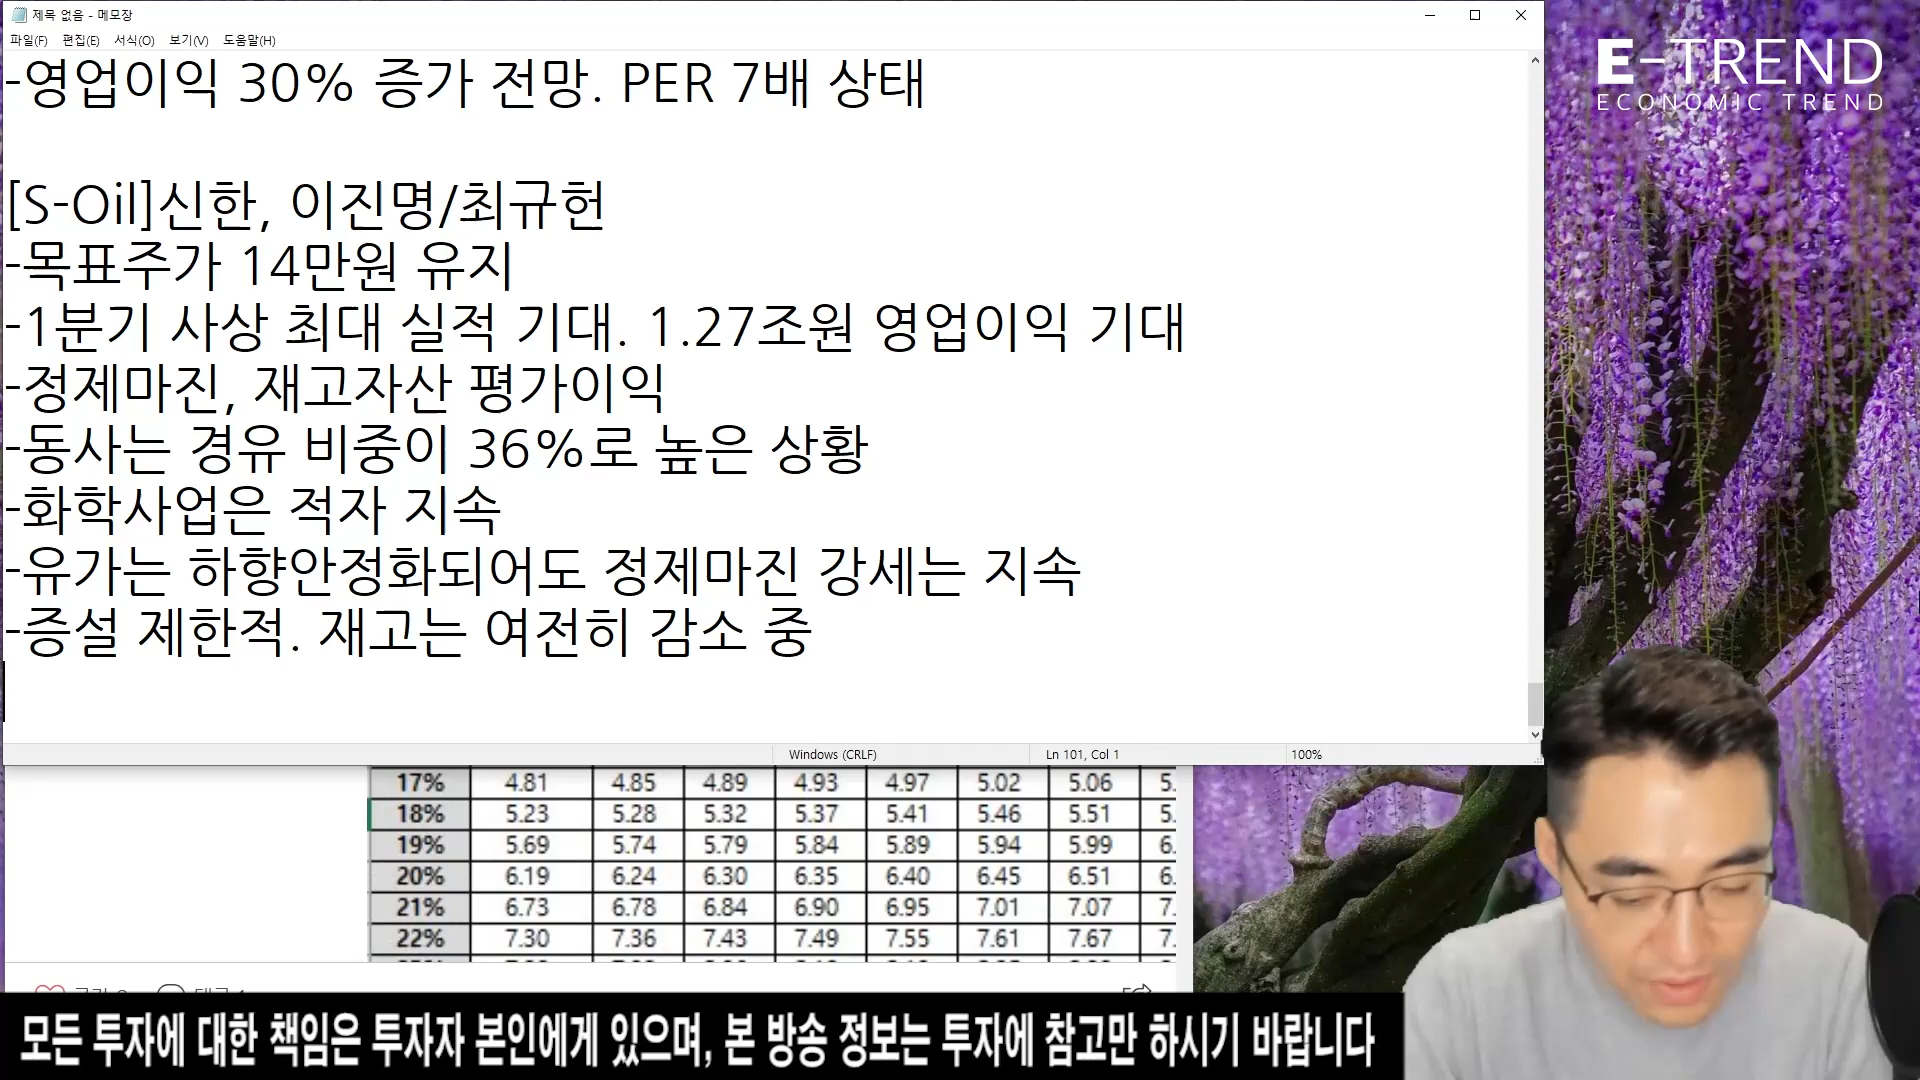 제목 없음 - 메모장
파일(F) 편집(E) 서식(O) 보기(V) 도움말(H)
E-TREND
ECONOMIC TREND
-영업이익 30% 증가 전망. PER 7배 상태
[S-Oil]신한, 이진명/최규헌
-목표주가 14만원 유지
-1분기 사상 최대 실적 기대. 1.27조원 영업이익 기대
-정제마진, 재고자산 평가이익
-동사는 경유 비중이 36%로 높은 상황
-화학사업은 적자 지속
-유가는 하향안정화되어도 정제마진 강세는 지속
-증설 제한적. 재고는 여전히 감소 중
Windows (CRLF) Ln 101, Col 1 100%
17% 4.81 4.85 4.89 4.93 4.97 5.02 5.06 5.
18% 5.23 5.28 5.32 5.37 5.41 5.46 5.51 5.
19% 5.69 5.74 5.79 5.84 5.89 5.94 5.99 6.
20% 6.19 6.24 6.30 6.35 6.40 6.45 6.51 6.
21% 6.73 6.78 6.84 6.90 6.95 7.01 7.07 7.
22% 7.30 7.36 7.43 7.49 7.55 7.61 7.67 7.
모든 투자에 대한 책임은 투자자 본인에게 있으며, 본 방송 정보는 투자에 참고만 하시기 바랍니다